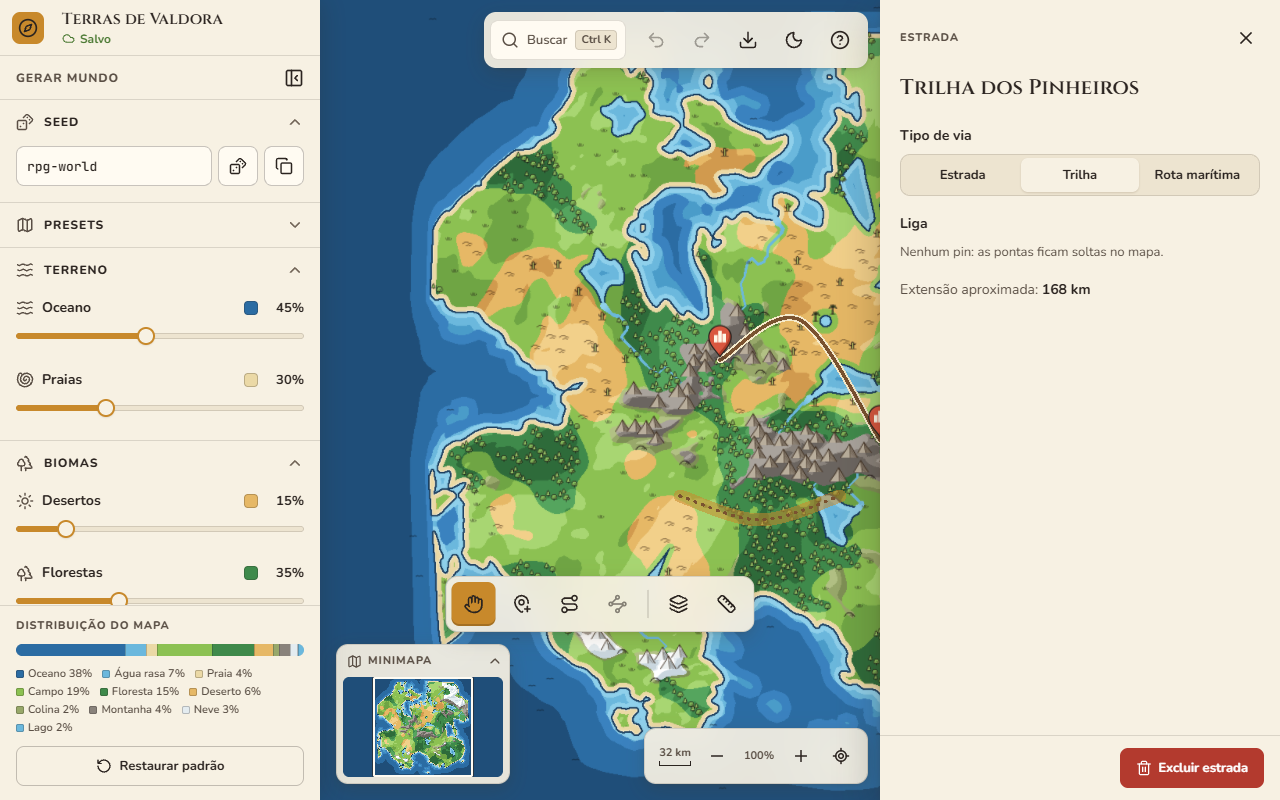 Terras de Valdora
Salvo
GERAR MUNDO
SEED
rpg-world
PRESETS
TERRENO
Oceano 45%
Praias 30%
BIOMAS
Desertos 15%
Florestas 35%
DISTRIBUIÇÃO DO MAPA
Oceano 38% Água rasa 7% Praia 4%
Campo 19% Floresta 15% Deserto 6%
Colina 2% Montanha 4% Neve 3%
Lago 2%
Restaurar padrão
Buscar Ctrl K
MINIMAPA
32 km 100%
ESTRADA
Trilha dos Pinheiros
Tipo de via
Estrada Trilha Rota marítima
Liga
Nenhum pin: as pontas ficam soltas no mapa.
Extensão aproximada: 168 km
Excluir estrada